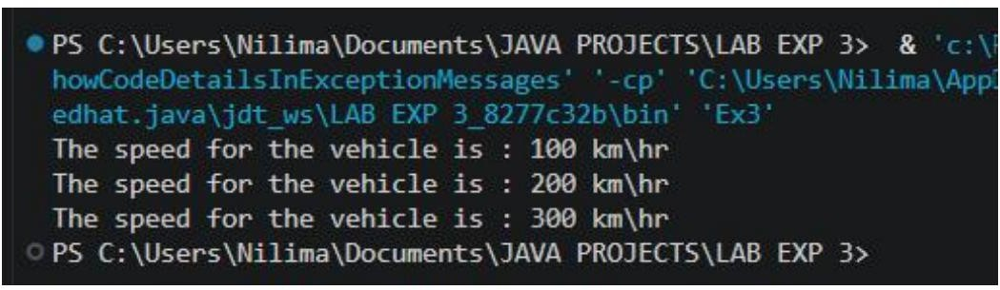 PS C:\Users\Nilima\Documents\JAVA PROJECTS\LAB EXP 3> & 'c:\
howCodeDetailsInExceptionMessages' '-cp' 'C:\Users\Nilima\App
edhat.java\jdt_ws\LAB EXP 3_8277c32b\bin' 'Ex3'
The speed for the vehicle is : 100 km\hr
The speed for the vehicle is : 200 km\hr
The speed for the vehicle is : 300 km\hr
PS C:\Users\Nilima\Documents\JAVA PROJECTS\LAB EXP 3>